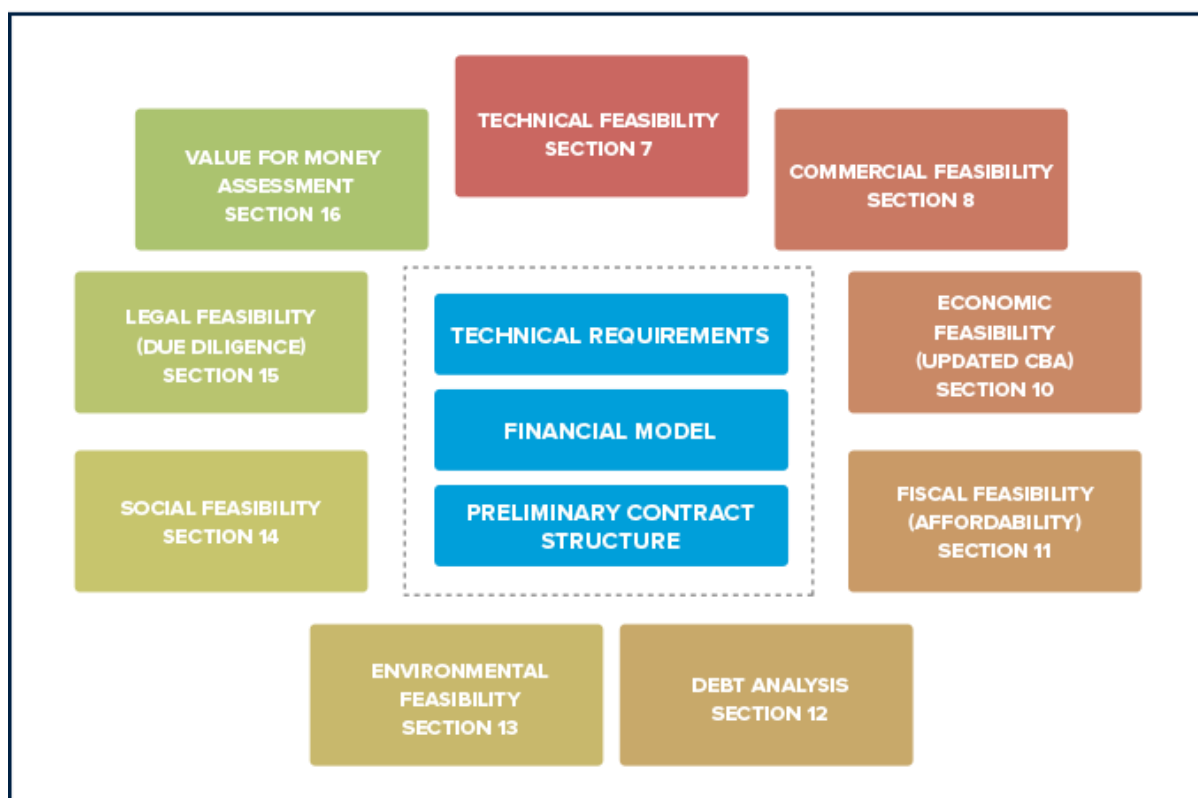 TECHNICAL FEASIBILITY
SECTION 7
VALUE FOR MONEY
ASSESSMENT
SECTION 16
COMMERCIAL FEASIBILITY
SECTION 8
LEGAL FEASIBILITY
(DUE DILIGENCE)
SECTION 15
TECHNICAL REQUIREMENTS
FINANCIAL MODEL
PRELIMINARY CONTRACT
STRUCTURE
ECONOMIC
FEASIBILITY
(UPDATED CBA)
SECTION 10
SOCIAL FEASIBILITY
SECTION 14
FISCAL FEASIBILITY
(AFFORDABILITY)
SECTION 11
ENVIRONMENTAL
FEASIBILITY
SECTION 13
DEBT ANALYSIS
SECTION 12